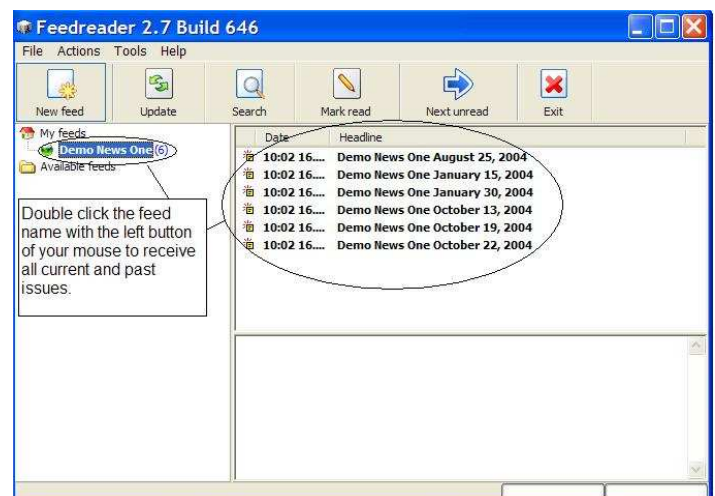 Feedreader 2.7 Build 646
File Actions Tools Help
New feed Update Search Mark read Next unread Exit
My feeds
Demo News One (6)
Available feeds
Double click the feed
name with the left button
of your mouse to receive
all current and past
issues.
Date Headline
10:02 16.... Demo News One August 25, 2004
10:02 16.... Demo News One January 15, 2004
10:02 16.... Demo News One January 30, 2004
10:02 16.... Demo News One October 13, 2004
10:02 16.... Demo News One October 19, 2004
10:02 16.... Demo News One October 22, 2004